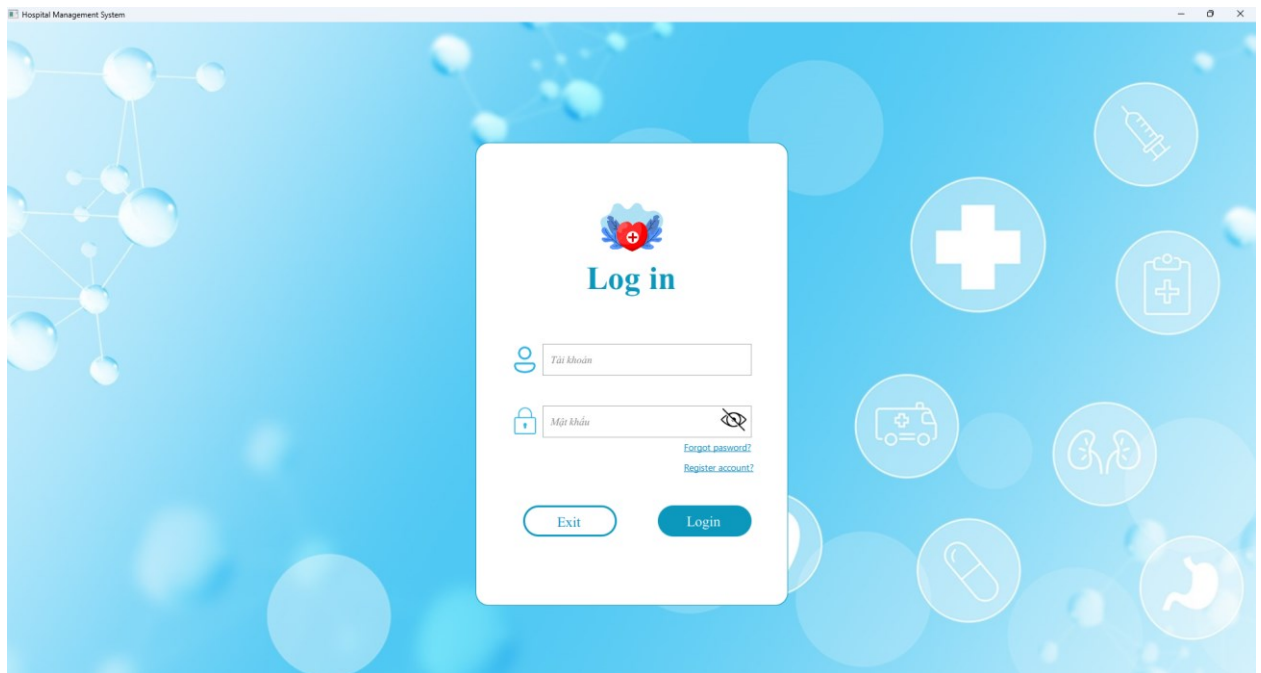 Hospital Management System
Log in
Tài khoản
Mật khẩu
Forgot pasword?
Register account?
Exit
Login